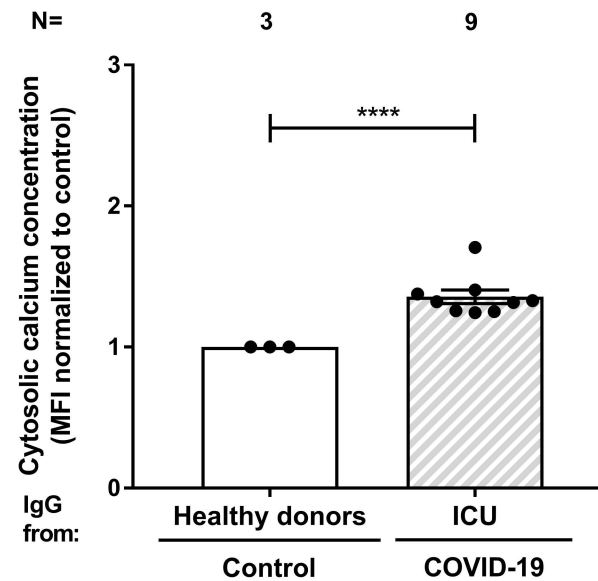 N= 3 9
Cytosolic calcium concentration
(MFI normalized to control)
3
2
1
0
****
IgG
from:
Healthy donors ICU
Control COVID-19